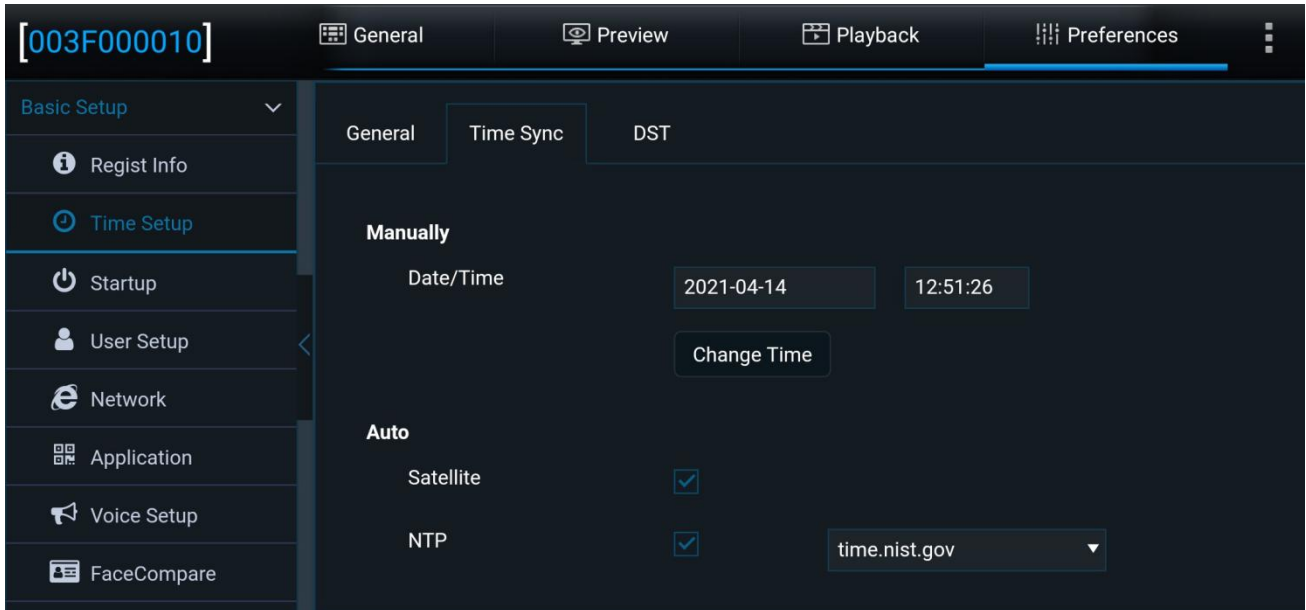 [003F000010]
General
Preview
Playback
Preferences
Basic Setup
Regist Info
Time Setup
Startup
User Setup
Network
Application
Voice Setup
FaceCompare
General
Time Sync
DST
Manually
Date/Time
2021-04-14
12:51:26
Change Time
Auto
Satellite
NTP
time.nist.gov